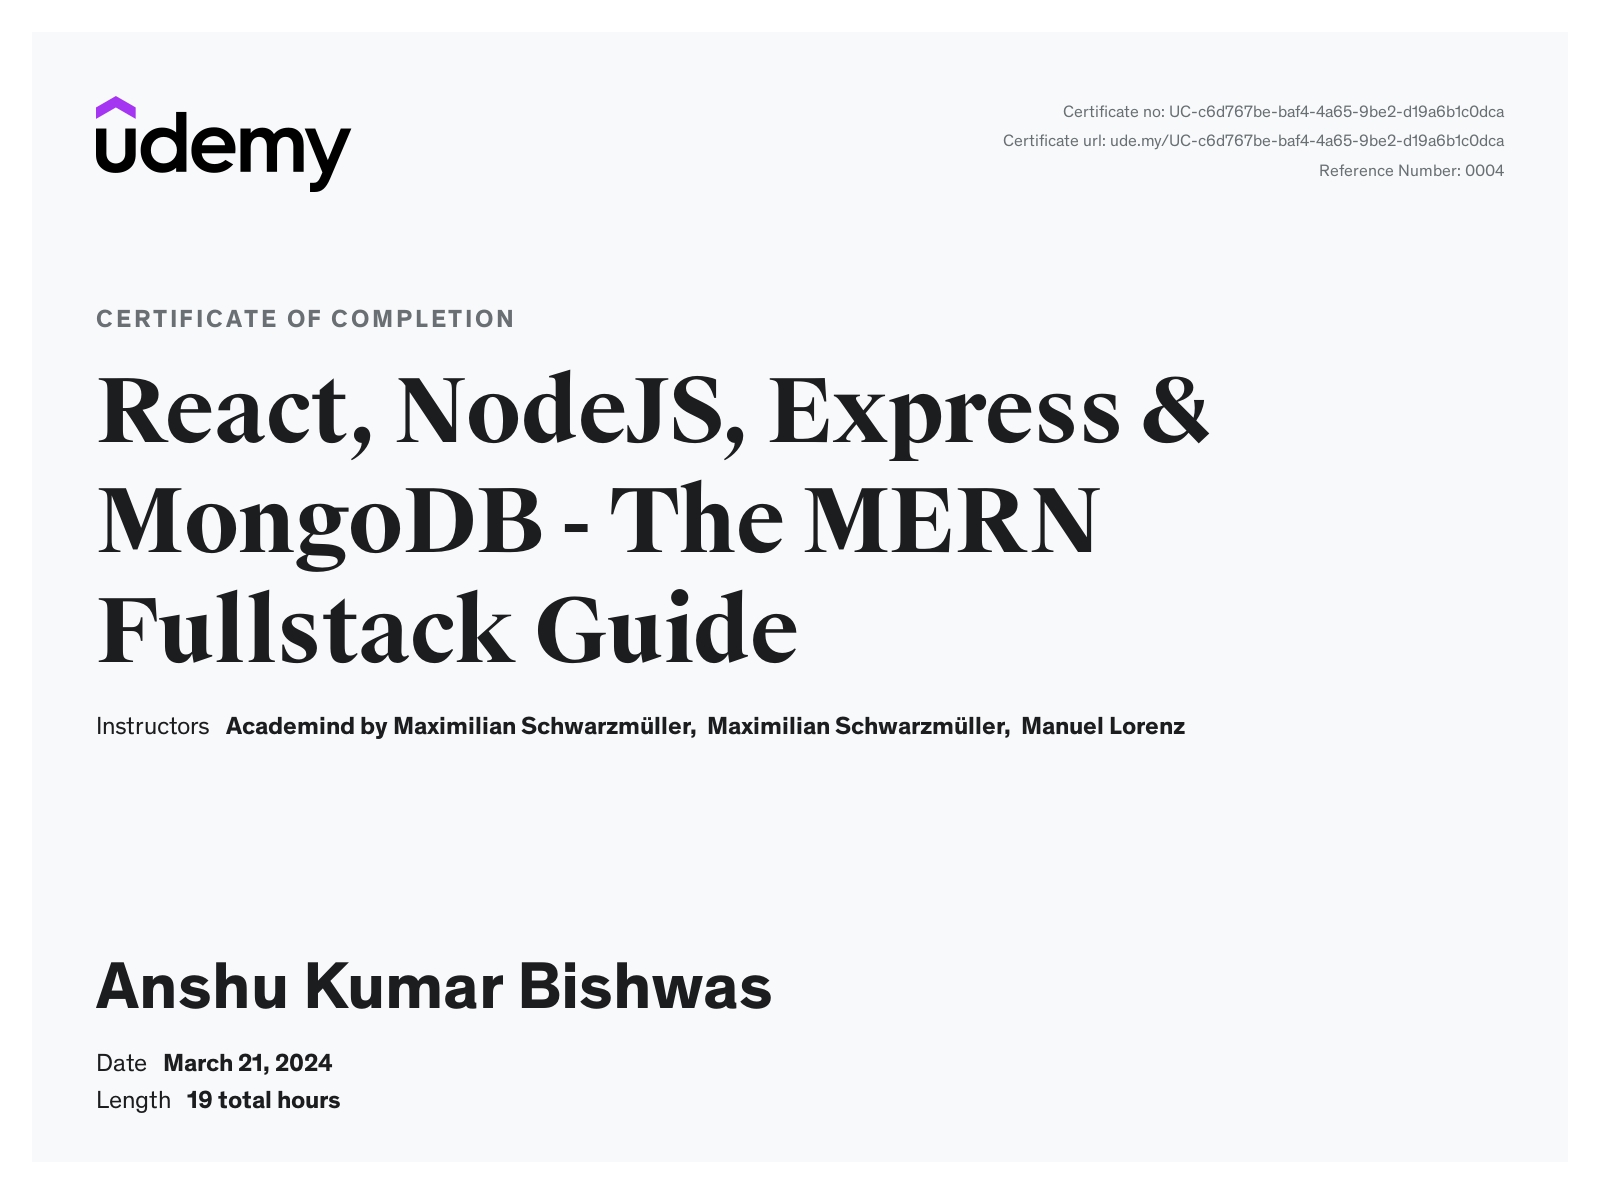 udemy
Certificate no: UC-c6d767be-baf4-4a65-9be2-d19a6b1c0dca
Certificate url: ude.my/UC-c6d767be-baf4-4a65-9be2-d19a6b1c0dca
Reference Number: 0004
CERTIFICATE OF COMPLETION
React, NodeJS, Express &
MongoDB - The MERN
Fullstack Guide
Instructors Academind by Maximilian Schwarzmüller, Maximilian Schwarzmüller, Manuel Lorenz
Anshu Kumar Bishwas
Date March 21, 2024
Length 19 total hours